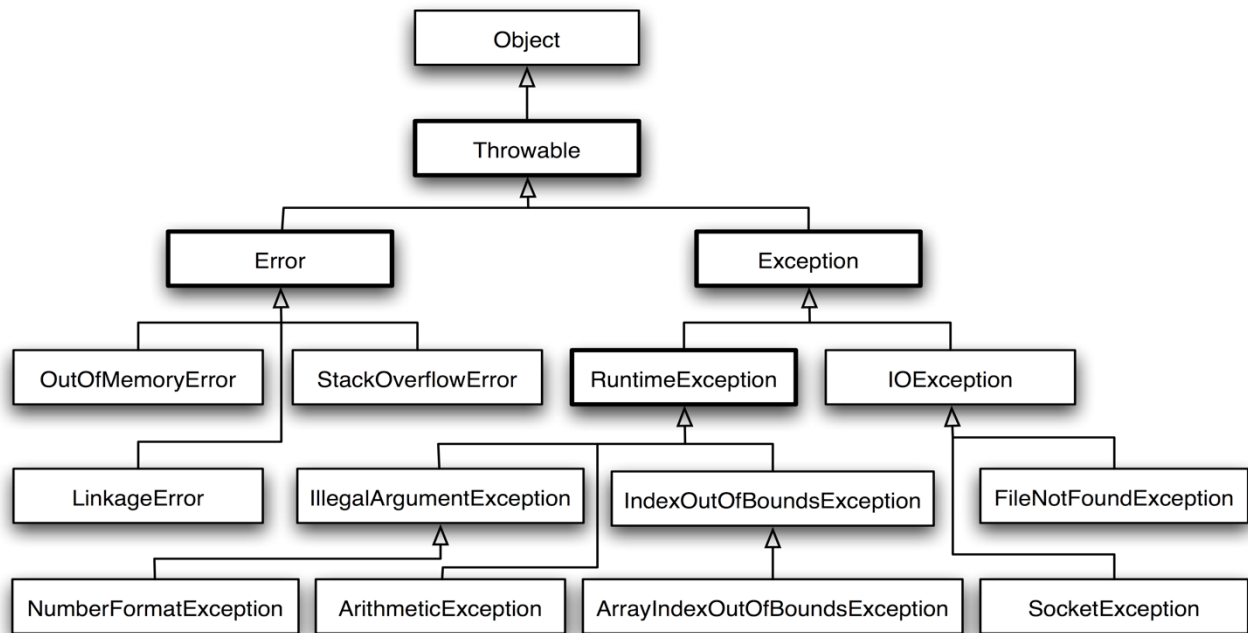 Object
Throwable
Error
Exception
OutOfMemoryError
StackOverflowError
RuntimeException
IOException
LinkageError
IllegalArgumentException
IndexOutOfBoundsException
FileNotFoundException
NumberFormatException
ArithmeticException
ArrayIndexOutOfBoundsException
SocketException